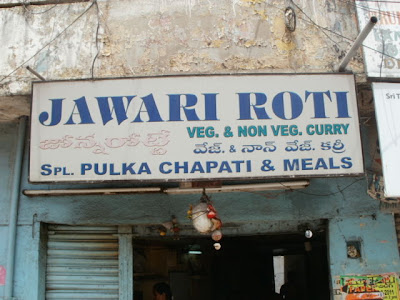 JAWARI ROTI
జొన్నరొట్టె
VEG. & NON VEG. CURRY
వేజ్. & నాన్ వేజ్. కర్రీ
SPL. PULKA CHAPATI & MEALS